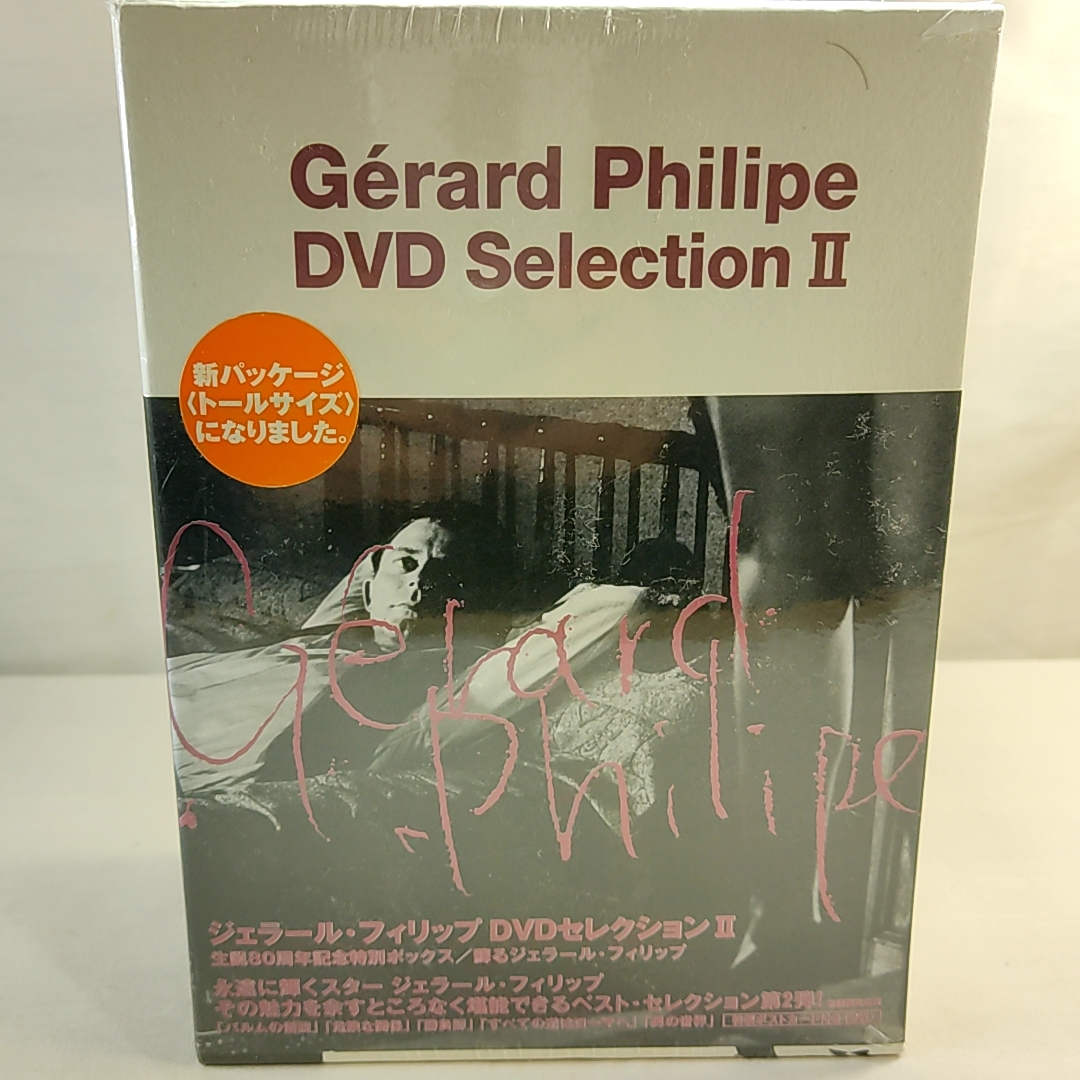 Gérard Philipe
DVD Selection II
新パッケージ
〈トールサイズ〉
になりました。
Gérard
Philipe
ジェラール・フィリップ DVDセレクションⅡ
生誕80周年記念特別ボックス/蘇るジェラール・フィリップ
永遠に輝くスター ジェラール・フィリップ
その魅力を余すところなく堪能できるベスト・セレクション第2弾!
「パルムの僧院」「危険な関係」「すべての道はローマへ」「夜の世界」